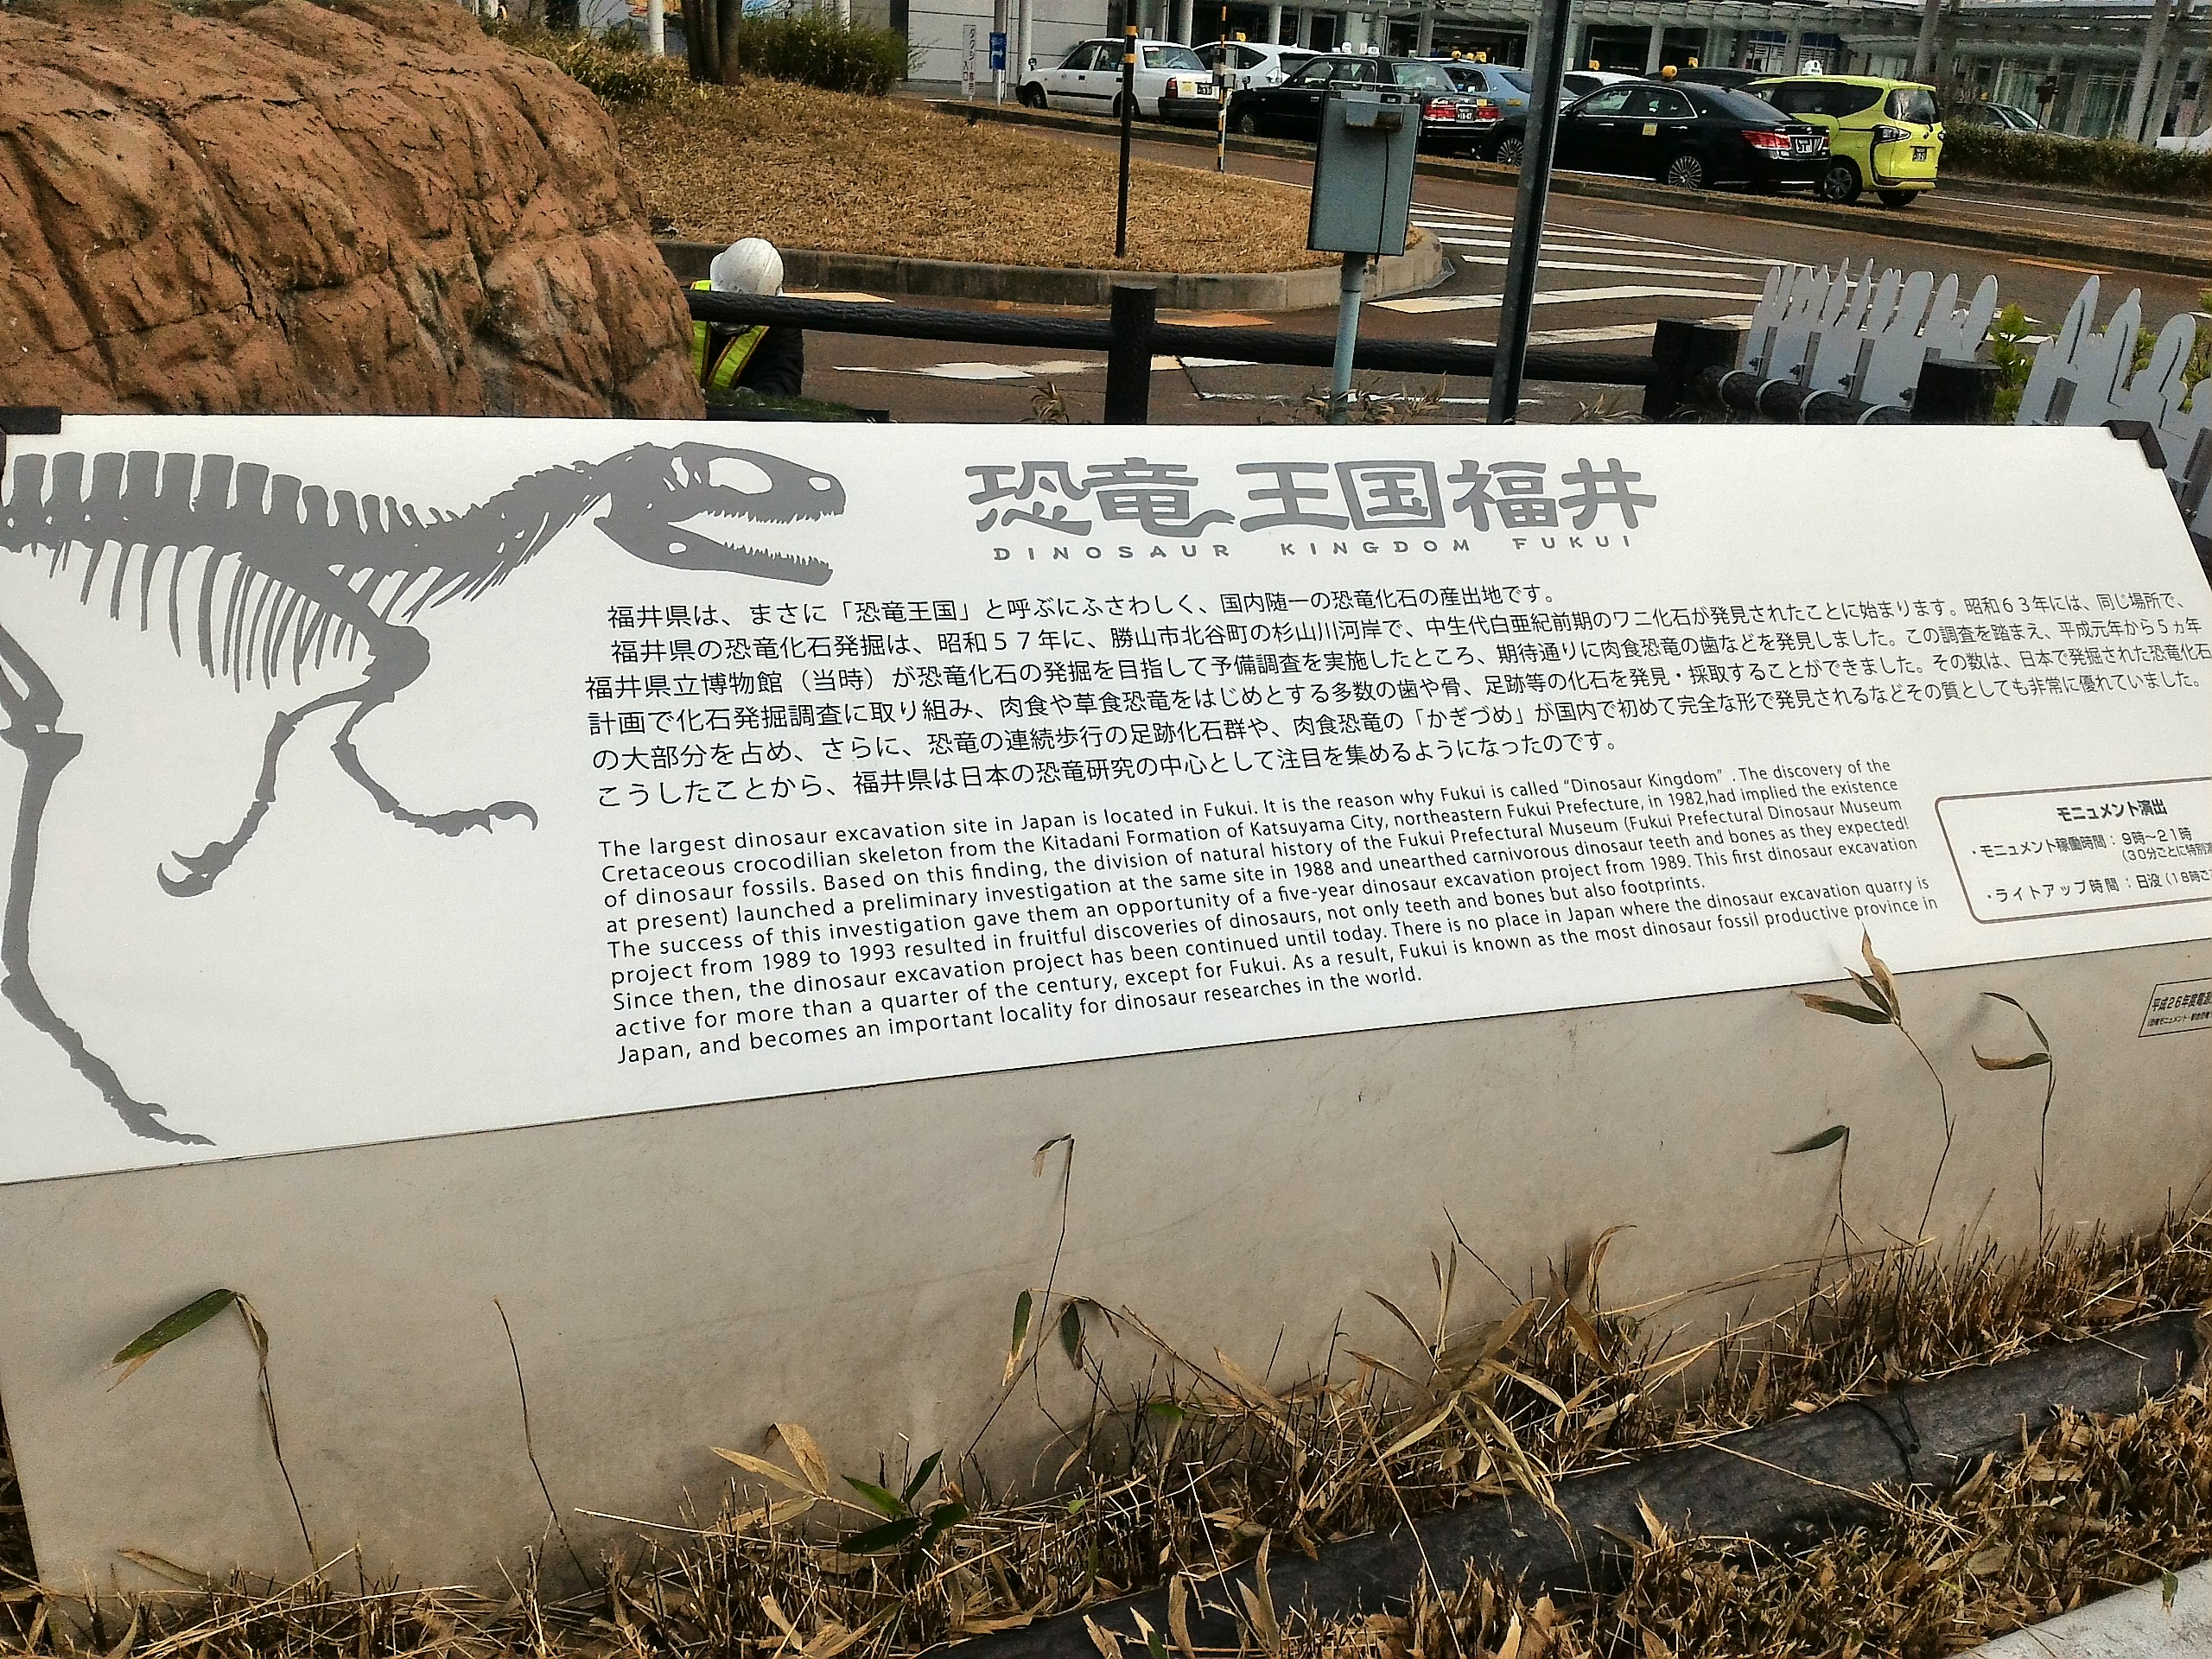 恐竜王国福井
DINOSAUR KINGDOM FUKUI
福井県は、まさに「恐竜王国」と呼ぶにふさわしく、国内随一の恐竜化石の産出地です。
福井県の恐竜化石発掘は、昭和５７年に、勝山市北谷町の杉山川河岸で、中生代白亜紀前期のワニ化石が発見されたことに始まります。昭和６３年には、同じ場所で、
福井県立博物館（当時）が恐竜化石の発掘を目指して予備調査を実施したところ、期待通りに肉食恐竜の歯などを発見しました。この調査を踏まえ、平成元年から５ヵ年
計画で化石発掘調査に取り組み、肉食や草食恐竜をはじめとする多数の歯や骨、足跡等の化石を発見・採取することができました。その数は、日本で発掘された恐竜化石
の大部分を占め、さらに、恐竜の連続歩行の足跡化石群や、肉食恐竜の「かぎづめ」が国内で初めて完全な形で発見されるなどその質としても非常に優れていました。
こうしたことから、福井県は日本の恐竜研究の中心として注目を集めるようになったのです。
The largest dinosaur excavation site in Japan is located in Fukui. It is the reason why Fukui is called “Dinosaur Kingdom” . The discovery of the
Cretaceous crocodilian skeleton from the Kitadani Formation of Katsuyama City, northeastern Fukui Prefecture, in 1982,had implied the existence
of dinosaur fossils. Based on this finding, the division of natural history of the Fukui Prefectural Museum (Fukui Prefectural Dinosaur Museum
at present) launched a preliminary investigation at the same site in 1988 and unearthed carnivorous dinosaur teeth and bones as they expected!
The success of this investigation gave them an opportunity of a five-year dinosaur excavation project from 1989. This first dinosaur excavation
project from 1989 to 1993 resulted in fruitful discoveries of dinosaurs, not only teeth and bones but also footprints.
Since then, the dinosaur excavation project has been continued until today. There is no place in Japan where the dinosaur excavation quarry is
active for more than a quarter of the century, except for Fukui. As a result, Fukui is known as the most dinosaur fossil productive province in
Japan, and becomes an important locality for dinosaur researches in the world.
モニュメント演出
・モニュメント稼働時間：９時～２１時
（３０分ごとに特別
・ライトアップ時間：日没（１８時ご
平成２６年度電源